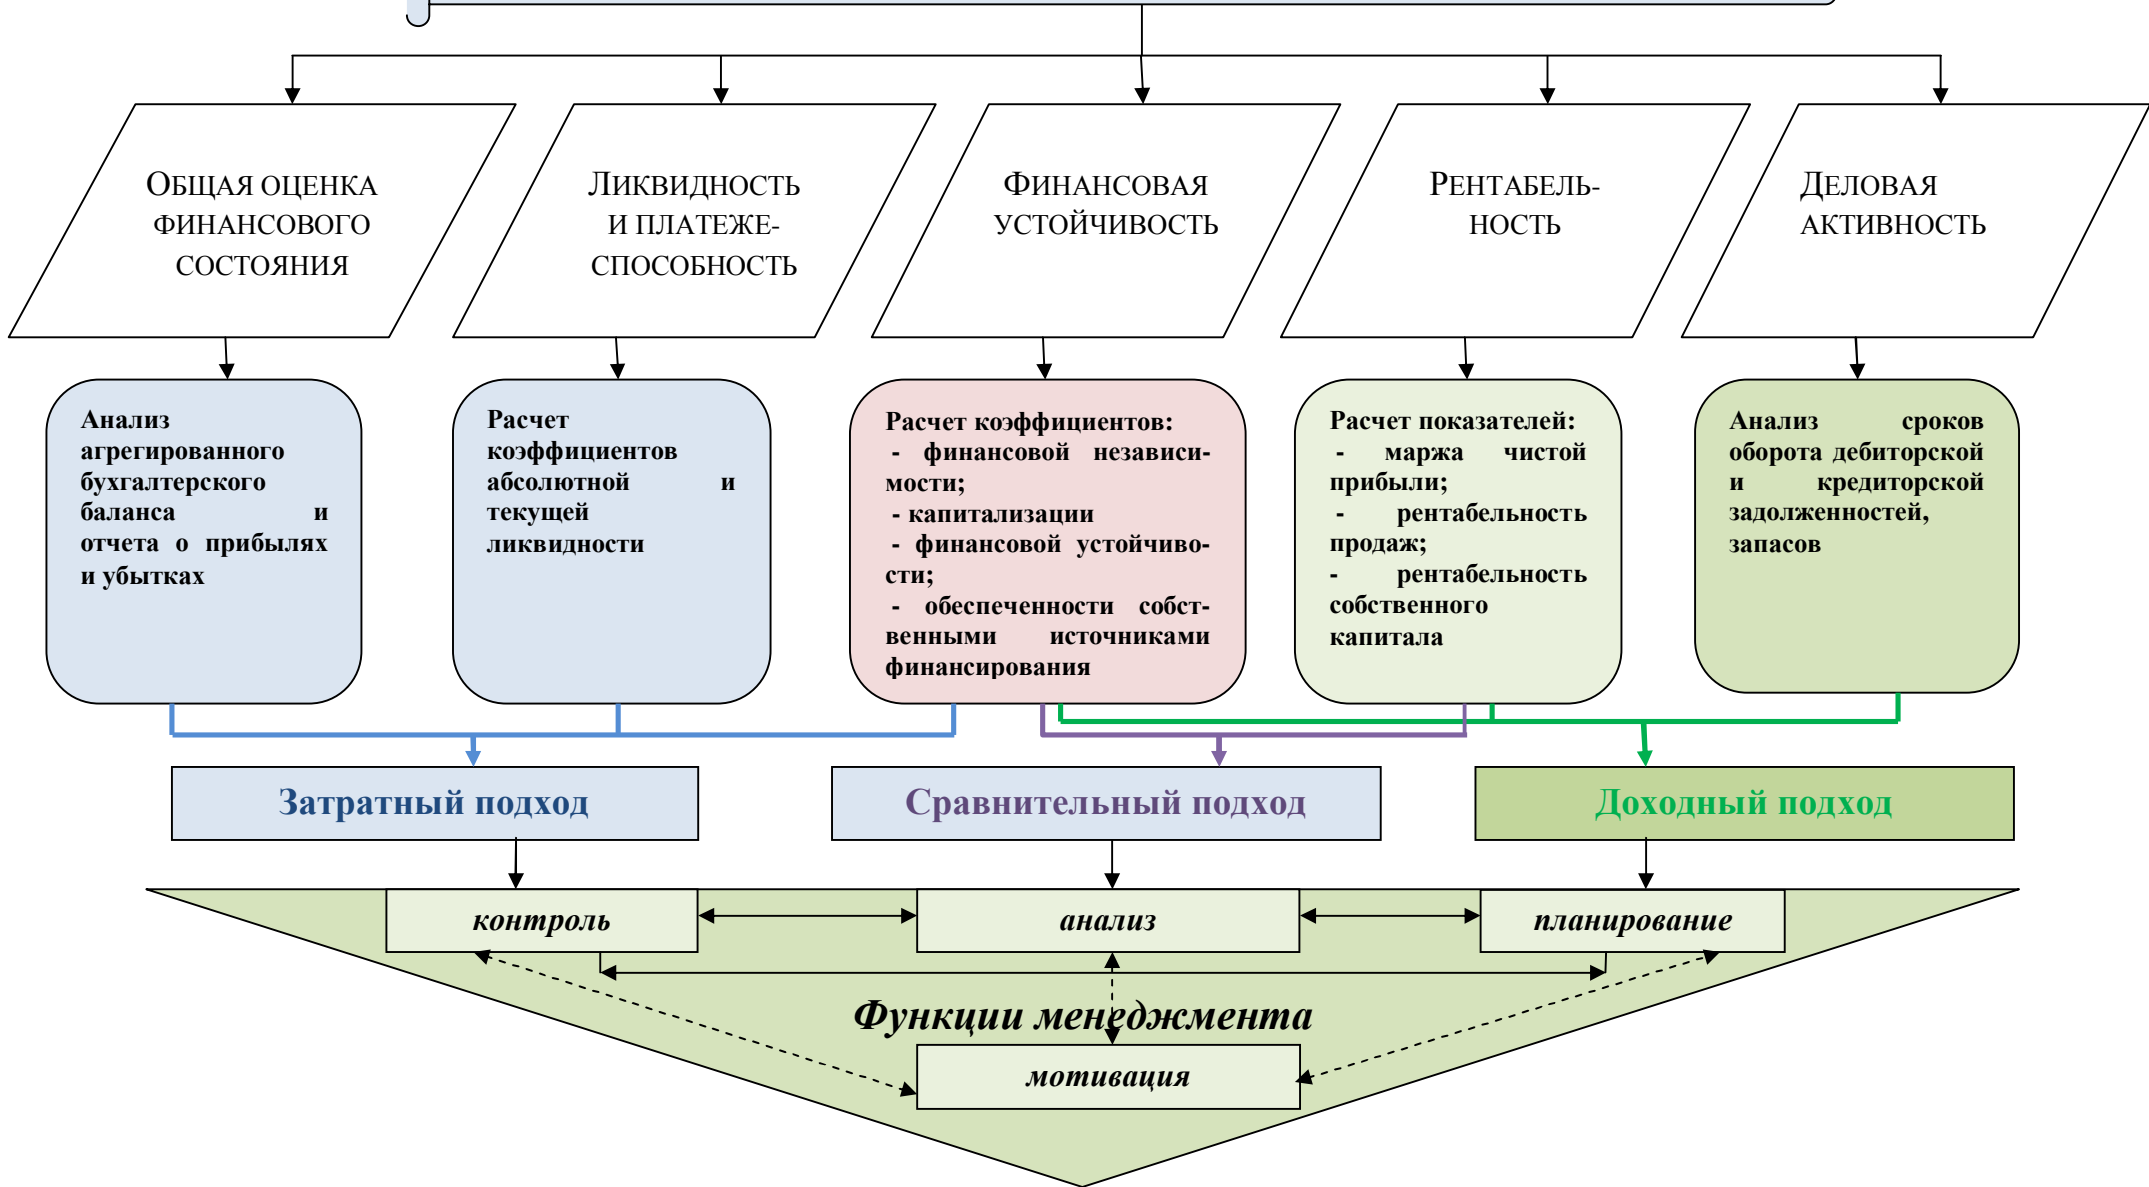 ОБЩАЯ ОЦЕНКА
ФИНАНСОВОГО
СОСТОЯНИЯ
ЛИКВИДНОСТЬ
И ПЛАТЕЖЕ-
СПОСОБНОСТЬ
ФИНАНСОВАЯ
УСТОЙЧИВОСТЬ
РЕНТАБЕЛЬ-
НОСТЬ
ДЕЛОВАЯ
АКТИВНОСТЬ
Анализ
агрегированного
бухгалтерского
баланса и
отчета о прибылях
и убытках
Расчет
коэффициентов
абсолютной и
текущей
ликвидности
Расчет коэффициентов:
- финансовой независи-
мости;
- капитализации
- финансовой устойчиво-
сти;
- обеспеченности собст-
венными источниками
финансирования
Расчет показателей:
- маржа чистой
прибыли;
- рентабельность
продаж;
- рентабельность
собственного
капитала
Анализ сроков
оборота дебиторской
и кредиторской
задолженностей,
запасов
Затратный подход
Сравнительный подход
Доходный подход
контроль
анализ
планирование
Функции менеджмента
мотивация